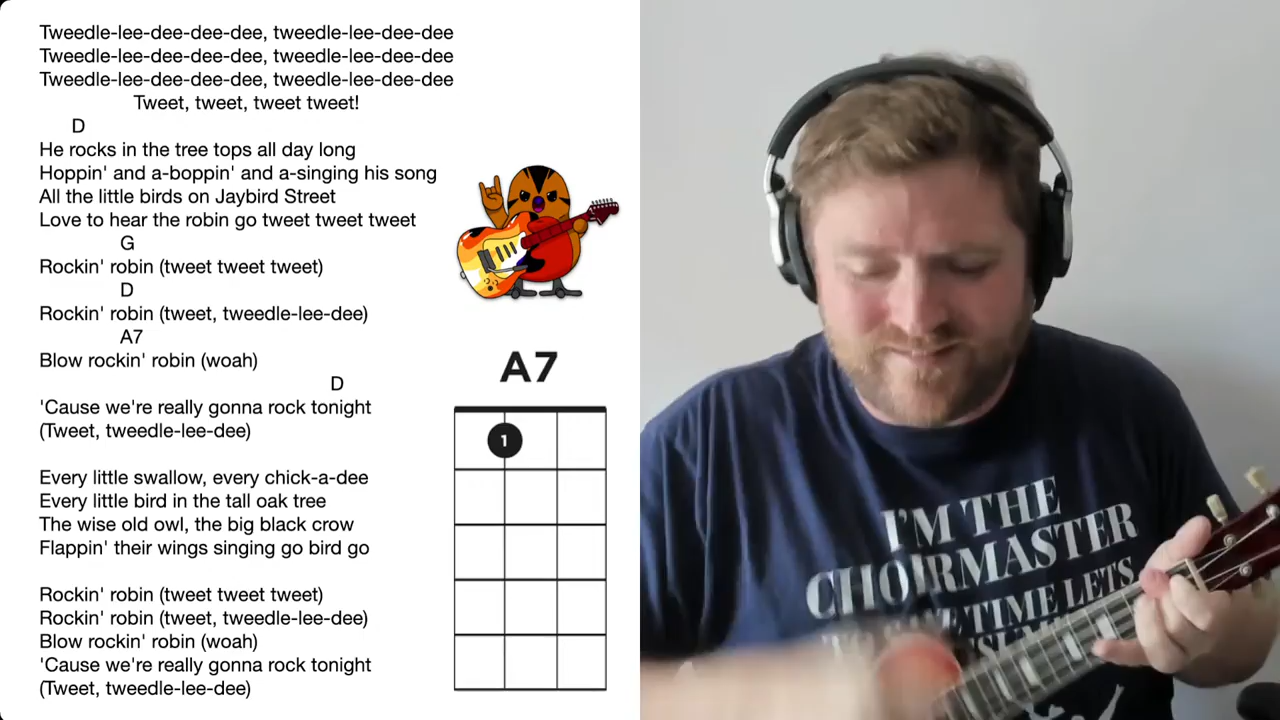 Tweedle-lee-dee-dee-dee, tweedle-lee-dee-dee
Tweedle-lee-dee-dee-dee, tweedle-lee-dee-dee
Tweedle-lee-dee-dee-dee, tweedle-lee-dee-dee
Tweet, tweet, tweet tweet!
D
He rocks in the tree tops all day long
Hoppin' and a-boppin' and a-singing his song
All the little birds on Jaybird Street
Love to hear the robin go tweet tweet tweet
G
Rockin' robin (tweet tweet tweet)
D
Rockin' robin (tweet, tweedle-lee-dee)
A7
Blow rockin' robin (woah)
D
'Cause we're really gonna rock tonight
(Tweet, tweedle-lee-dee)
Every little swallow, every chick-a-dee
Every little bird in the tall oak tree
The wise old owl, the big black crow
Flappin' their wings singing go bird go
Rockin' robin (tweet tweet tweet)
Rockin' robin (tweet, tweedle-lee-dee)
Blow rockin' robin (woah)
'Cause we're really gonna rock tonight
(Tweet, tweedle-lee-dee)
A7
1
I'M THE
CHOIRMASTER
TIME LETS